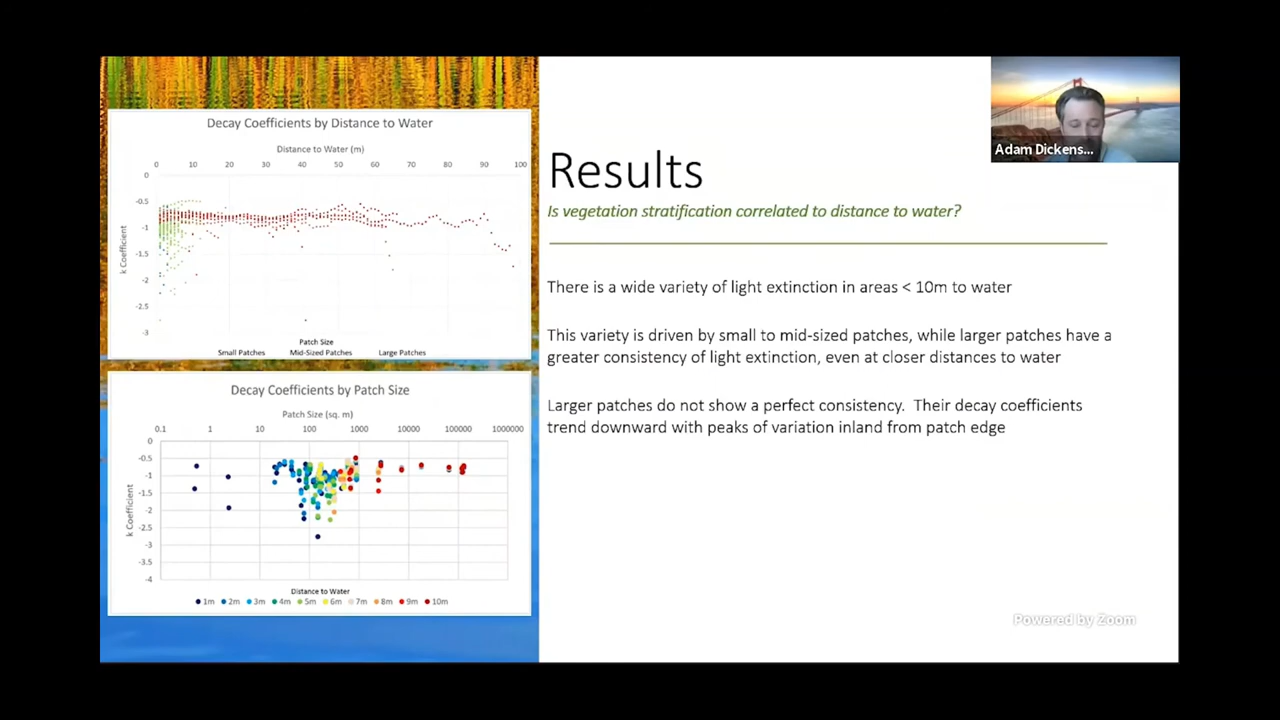 Decay Coefficients by Distance to Water
Distance to Water (m)
0 10 20 30 40 50 60 70 80 90 100
0
-0.5
-1
-1.5
-2
-2.5
-3
k Coefficient
Patch Size
Small Patches Mid-Sized Patches Large Patches
Decay Coefficients by Patch Size
Patch Size (sq. m)
0.1 1 10 100 1000 10000 100000 1000000
0
-0.5
-1
-1.5
-2
-2.5
-3
-3.5
-4
k Coefficient
Distance to Water
1m 2m 3m 4m 5m 6m 7m 8m 9m 10m
Adam Dickens...
Results
Is vegetation stratification correlated to distance to water?
There is a wide variety of light extinction in areas < 10m to water
This variety is driven by small to mid-sized patches, while larger patches have a
greater consistency of light extinction, even at closer distances to water
Larger patches do not show a perfect consistency. Their decay coefficients
trend downward with peaks of variation inland from patch edge
Powered by Zoom